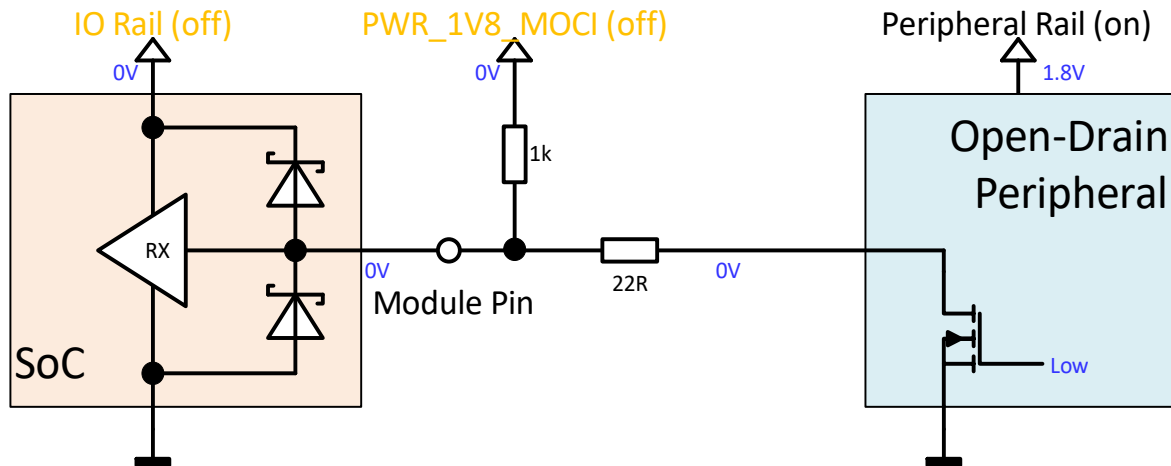 IO Rail (off)
PWR_1V8_MOCI (off)
Peripheral Rail (on)
0V
0V
1.8V
Open-Drain
Peripheral
1k
RX
0V
22R
0V
Module Pin
SoC
Low